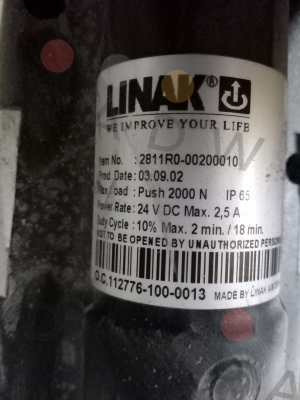 LINAK®
WE IMPROVE YOUR LIFE
Item No. : 2811R0-00200010
Prod. Date : 03.09.02
Max Load : Push 2000 N IP 65
Power Rate : 24 V DC Max. 2,5 A
Duty Cycle : 10% Max. 2 min. / 18 min.
NOT TO BE OPENED BY UNAUTHORIZED
O.C.112776-100-0013 MADE BY LINAK